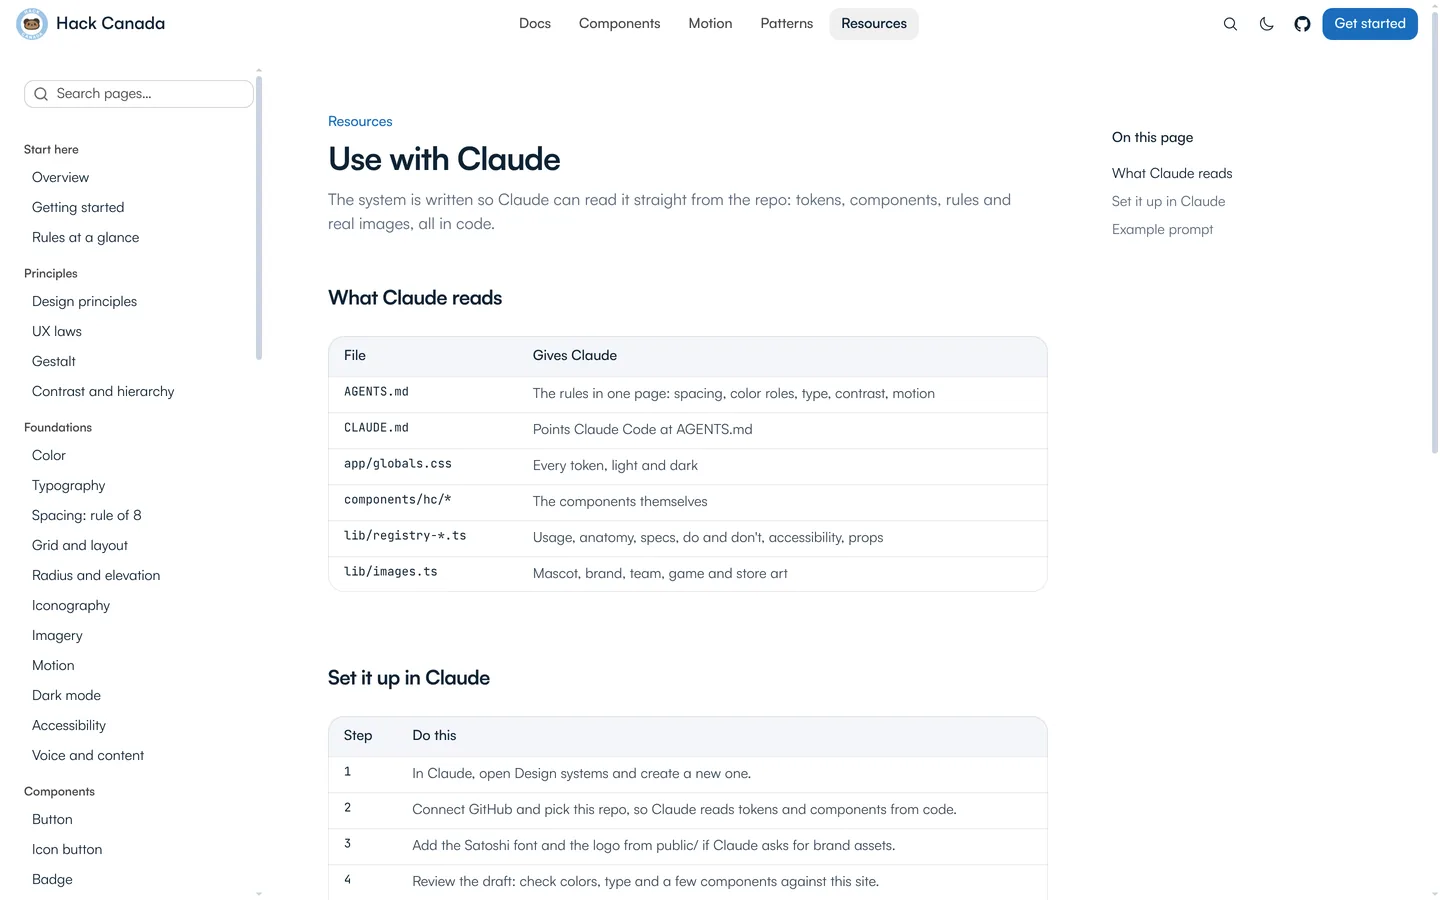 Hack Canada
Docs
Components
Motion
Patterns
Resources
Get started
Search pages...
Start here
Overview
Getting started
Rules at a glance
Principles
Design principles
UX laws
Gestalt
Contrast and hierarchy
Foundations
Color
Typography
Spacing: rule of 8
Grid and layout
Radius and elevation
Iconography
Imagery
Motion
Dark mode
Accessibility
Voice and content
Components
Button
Icon button
Badge
Resources
Use with Claude
The system is written so Claude can read it straight from the repo: tokens, components, rules and
real images, all in code.
What Claude reads
File Gives Claude
AGENTS.md The rules in one page: spacing, color roles, type, contrast, motion
CLAUDE.md Points Claude Code at AGENTS.md
app/globals.css Every token, light and dark
components/hc/* The components themselves
lib/registry-*.ts Usage, anatomy, specs, do and don't, accessibility, props
lib/images.ts Mascot, brand, team, game and store art
Set it up in Claude
Step Do this
1 In Claude, open Design systems and create a new one.
2 Connect GitHub and pick this repo, so Claude reads tokens and components from code.
3 Add the Satoshi font and the logo from public/ if Claude asks for brand assets.
4 Review the draft: check colors, type and a few components against this site.
On this page
What Claude reads
Set it up in Claude
Example prompt